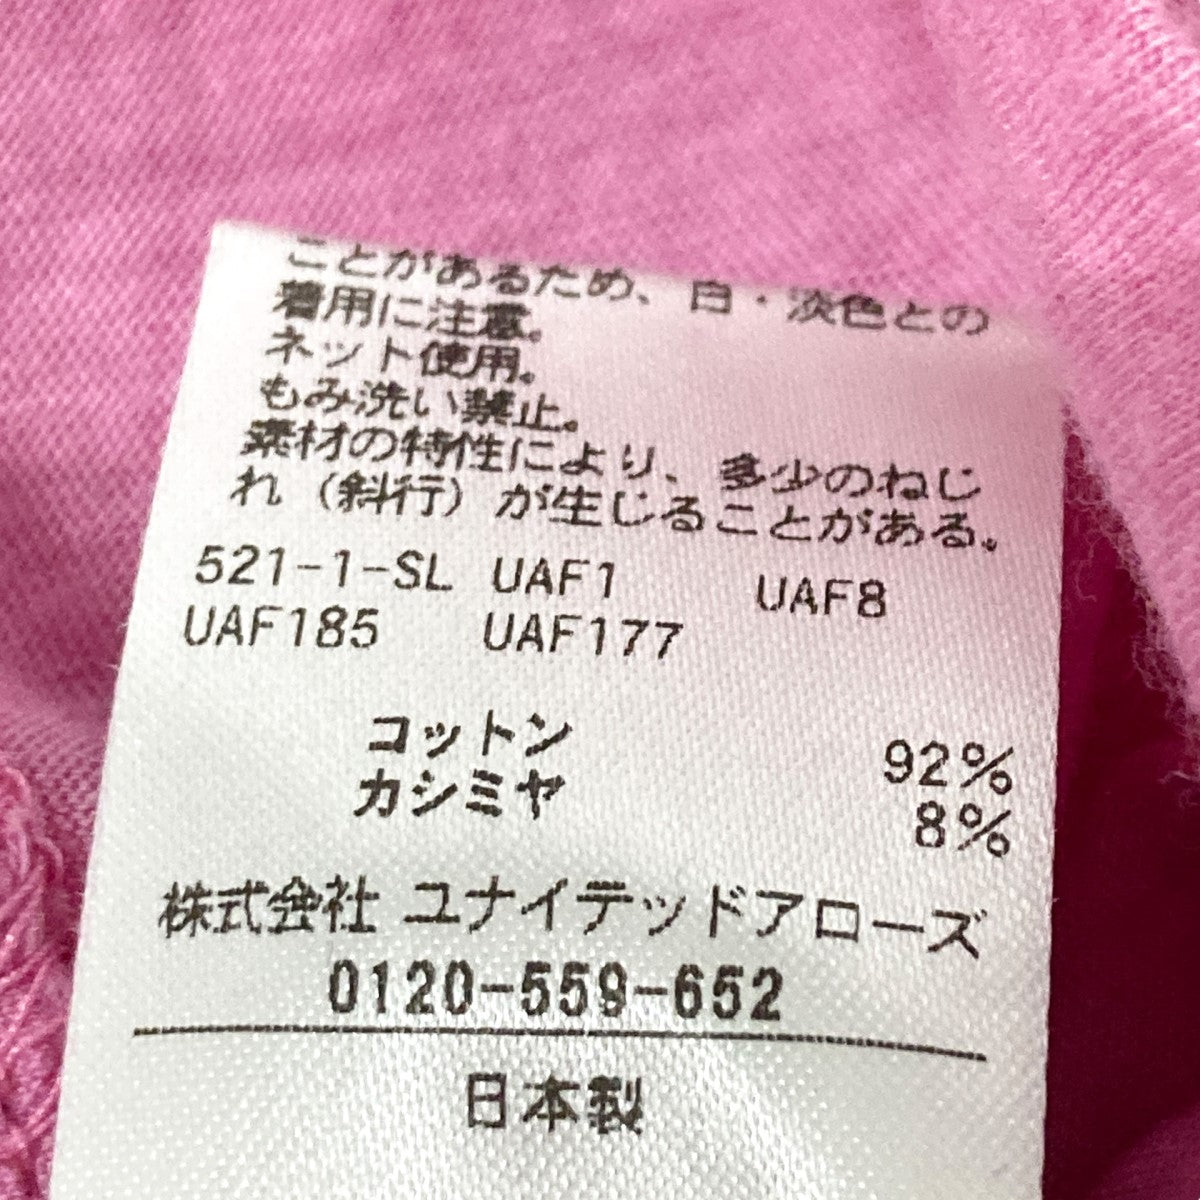 ことがあるため、白・淡色との
着用に注意。
ネット使用。
もみ洗い禁止。
素材の特性により、多少のねじ
れ(斜行)が生じることがある。
521-1-SL UAF1 UAF8
UAF185 UAF177
コットン 92%
カシミヤ 8%
株式会社 ユナイテッドアローズ
0120-559-652
日本製